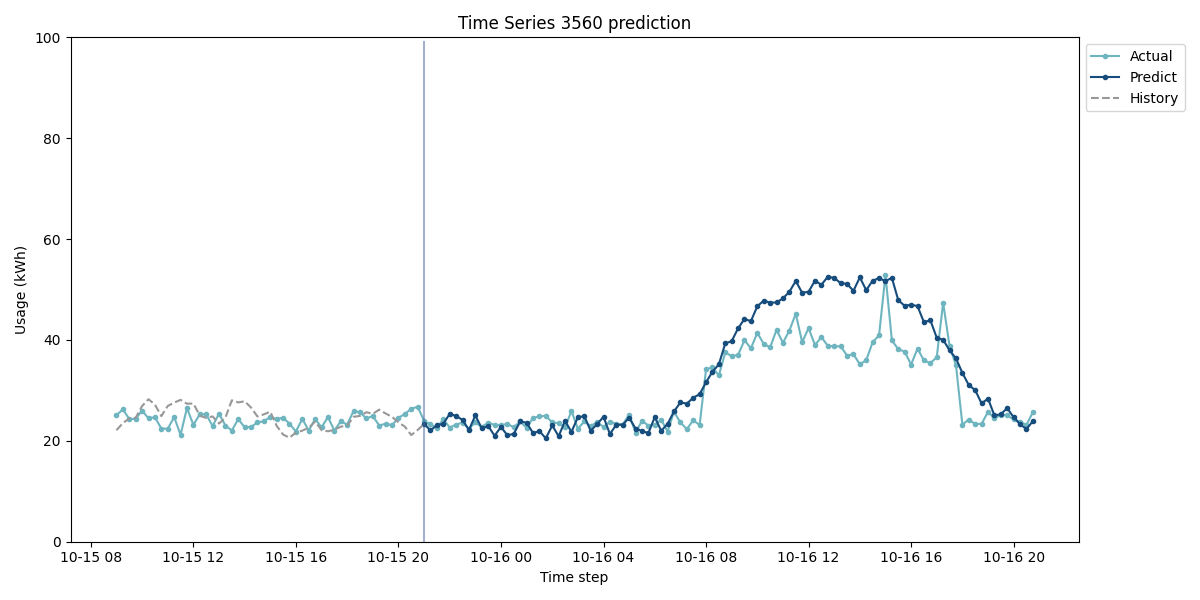 Time Series 3560 prediction
100
80
60
40
20
0
Usage (kWh)
10-15 08 10-15 12 10-15 16 10-15 20 10-16 00 10-16 04 10-16 08 10-16 12 10-16 16 10-16 20
Time step
Actual
Predict
History